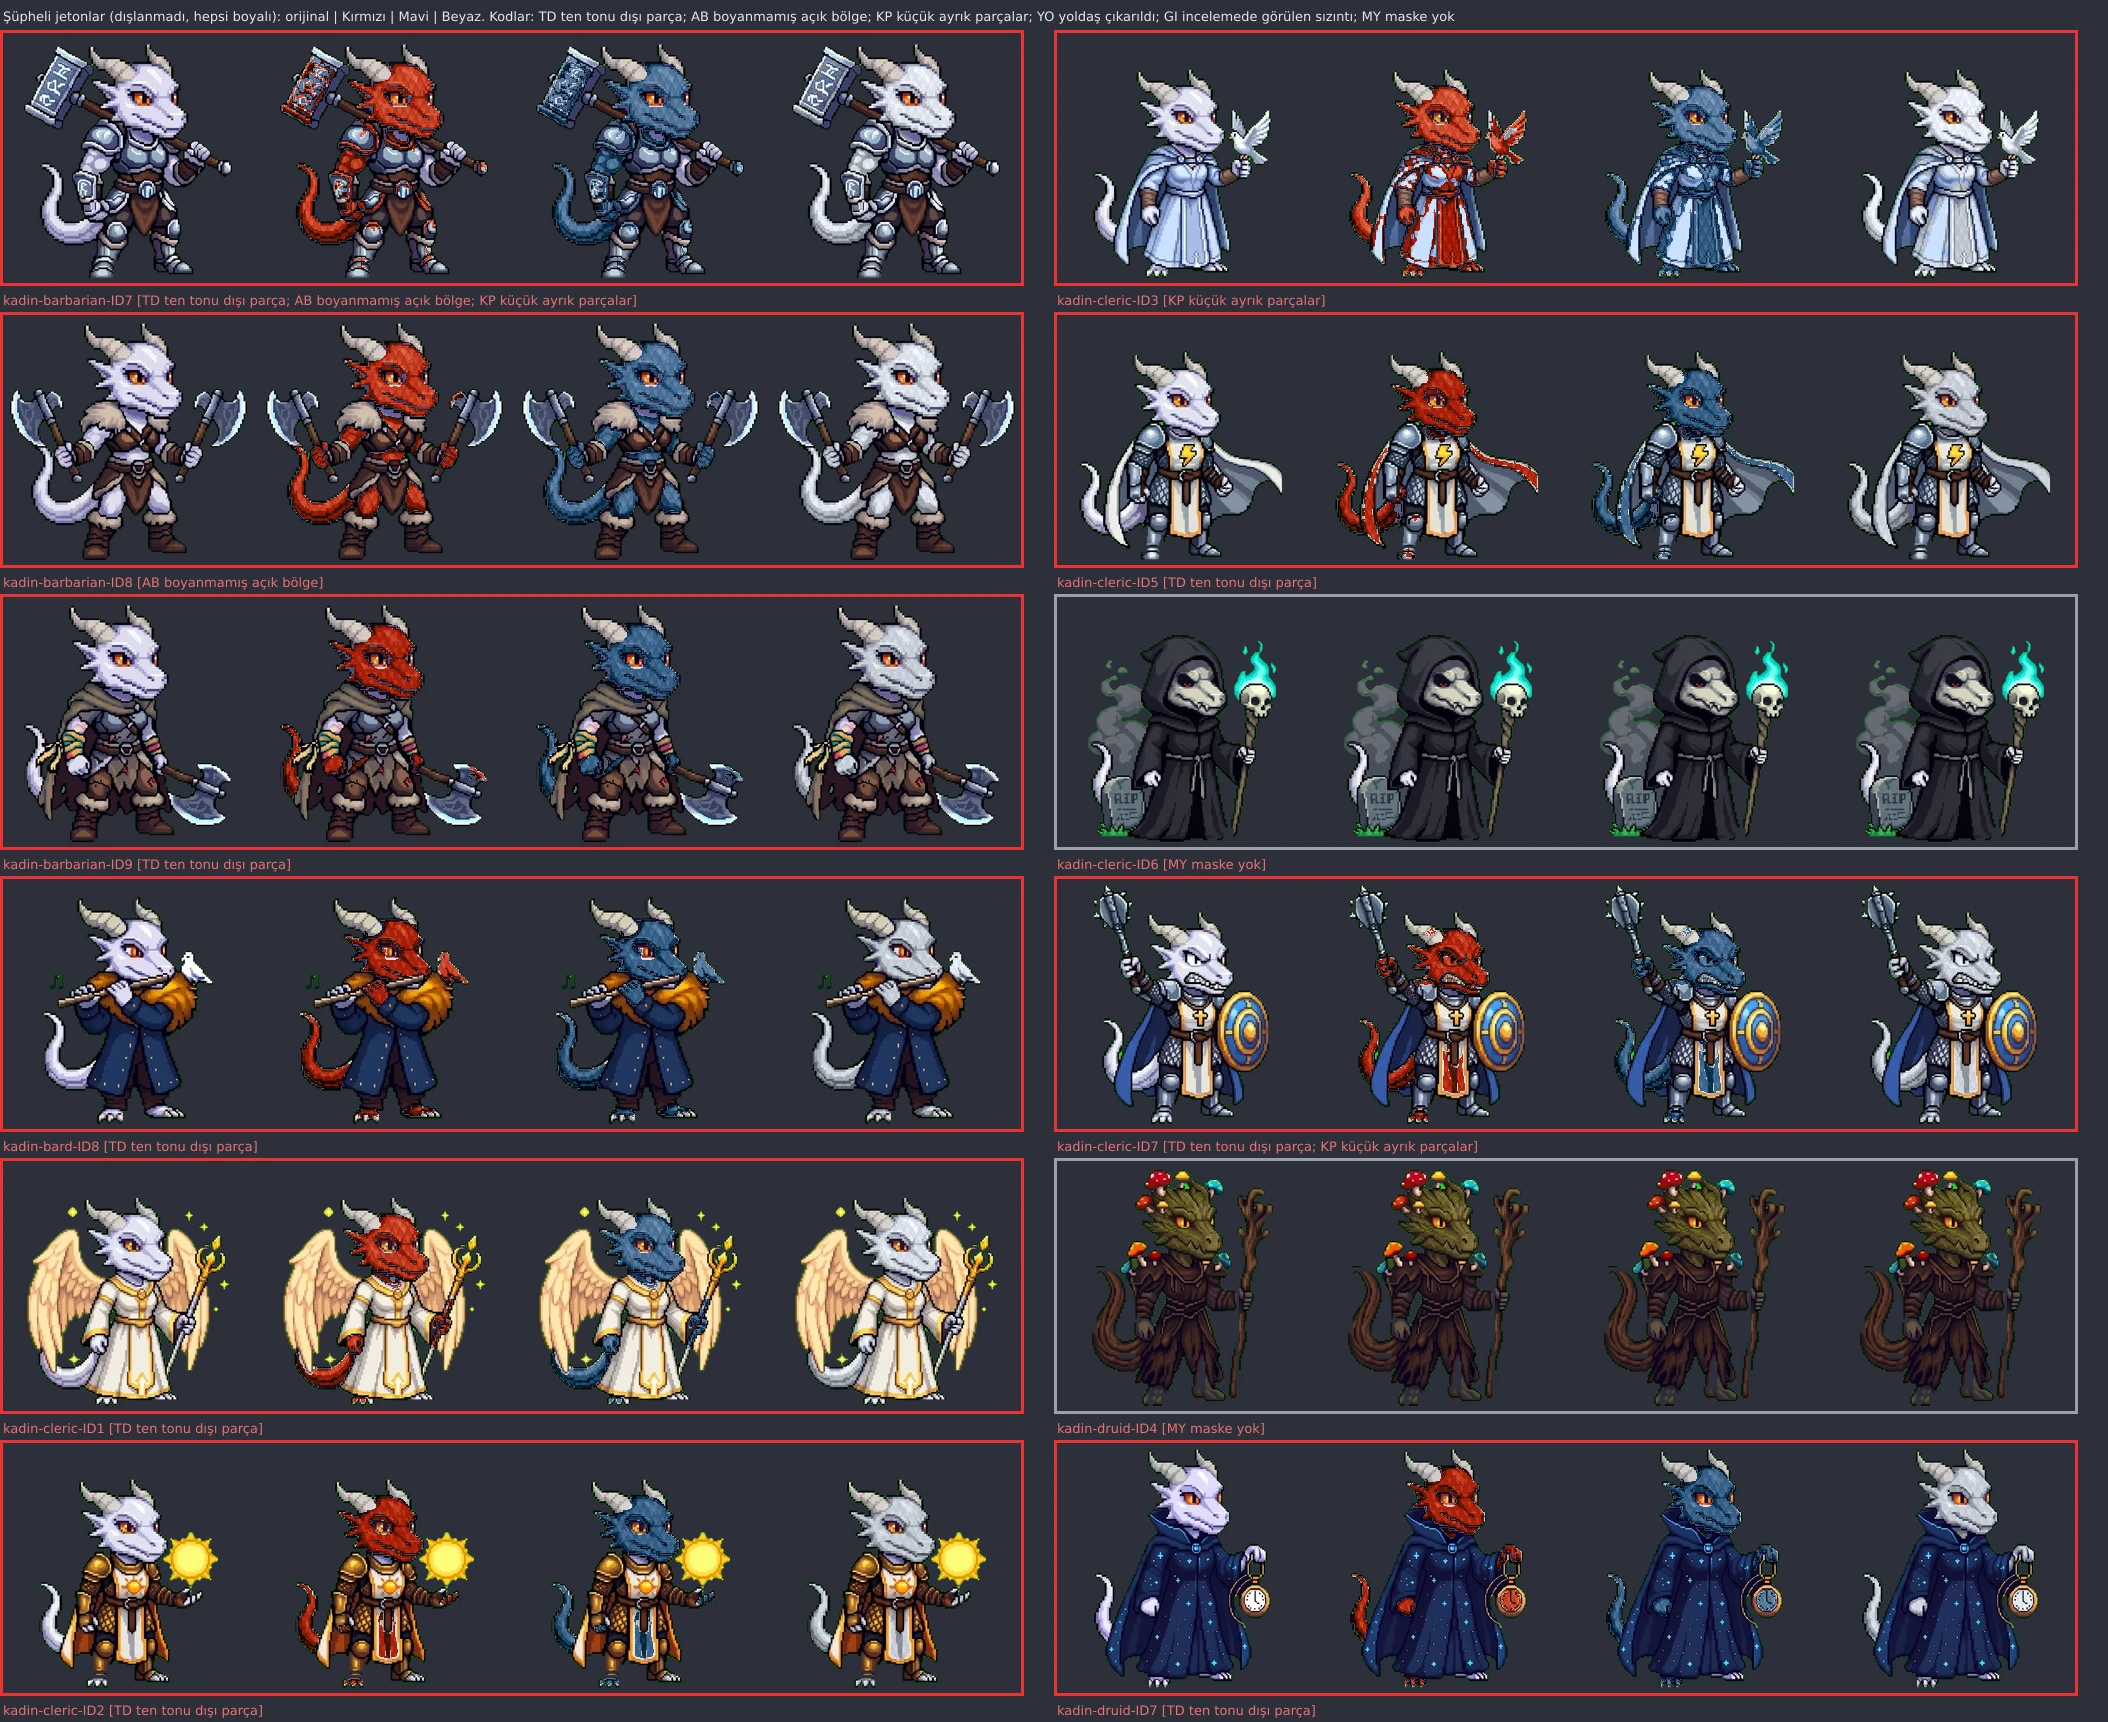 Şüpheli jetonlar (dışlanmadı, hepsi boyalı): orijinal | Kırmızı | Mavi | Beyaz. Kodlar: TD ten tonu dışı parça; AB boyanmamış açık bölge; KP küçük ayrık parçalar; YO yoldaş çıkarıldı; GI incelemede görülen sızıntı; MY maske yok
kadin-barbarian-ID7 [TD ten tonu dışı parça; AB boyanmamış açık bölge; KP küçük ayrık parçalar]
kadin-cleric-ID3 [KP küçük ayrık parçalar]
kadin-barbarian-ID8 [AB boyanmamış açık bölge]
kadin-cleric-ID5 [TD ten tonu dışı parça]
RIP
RIP
RIP
RIP
kadin-barbarian-ID9 [TD ten tonu dışı parça]
kadin-cleric-ID6 [MY maske yok]
kadin-bard-ID8 [TD ten tonu dışı parça]
kadin-cleric-ID7 [TD ten tonu dışı parça; KP küçük ayrık parçalar]
kadin-cleric-ID1 [TD ten tonu dışı parça]
kadin-druid-ID4 [MY maske yok]
kadin-cleric-ID2 [TD ten tonu dışı parça]
kadin-druid-ID7 [TD ten tonu dışı parça]